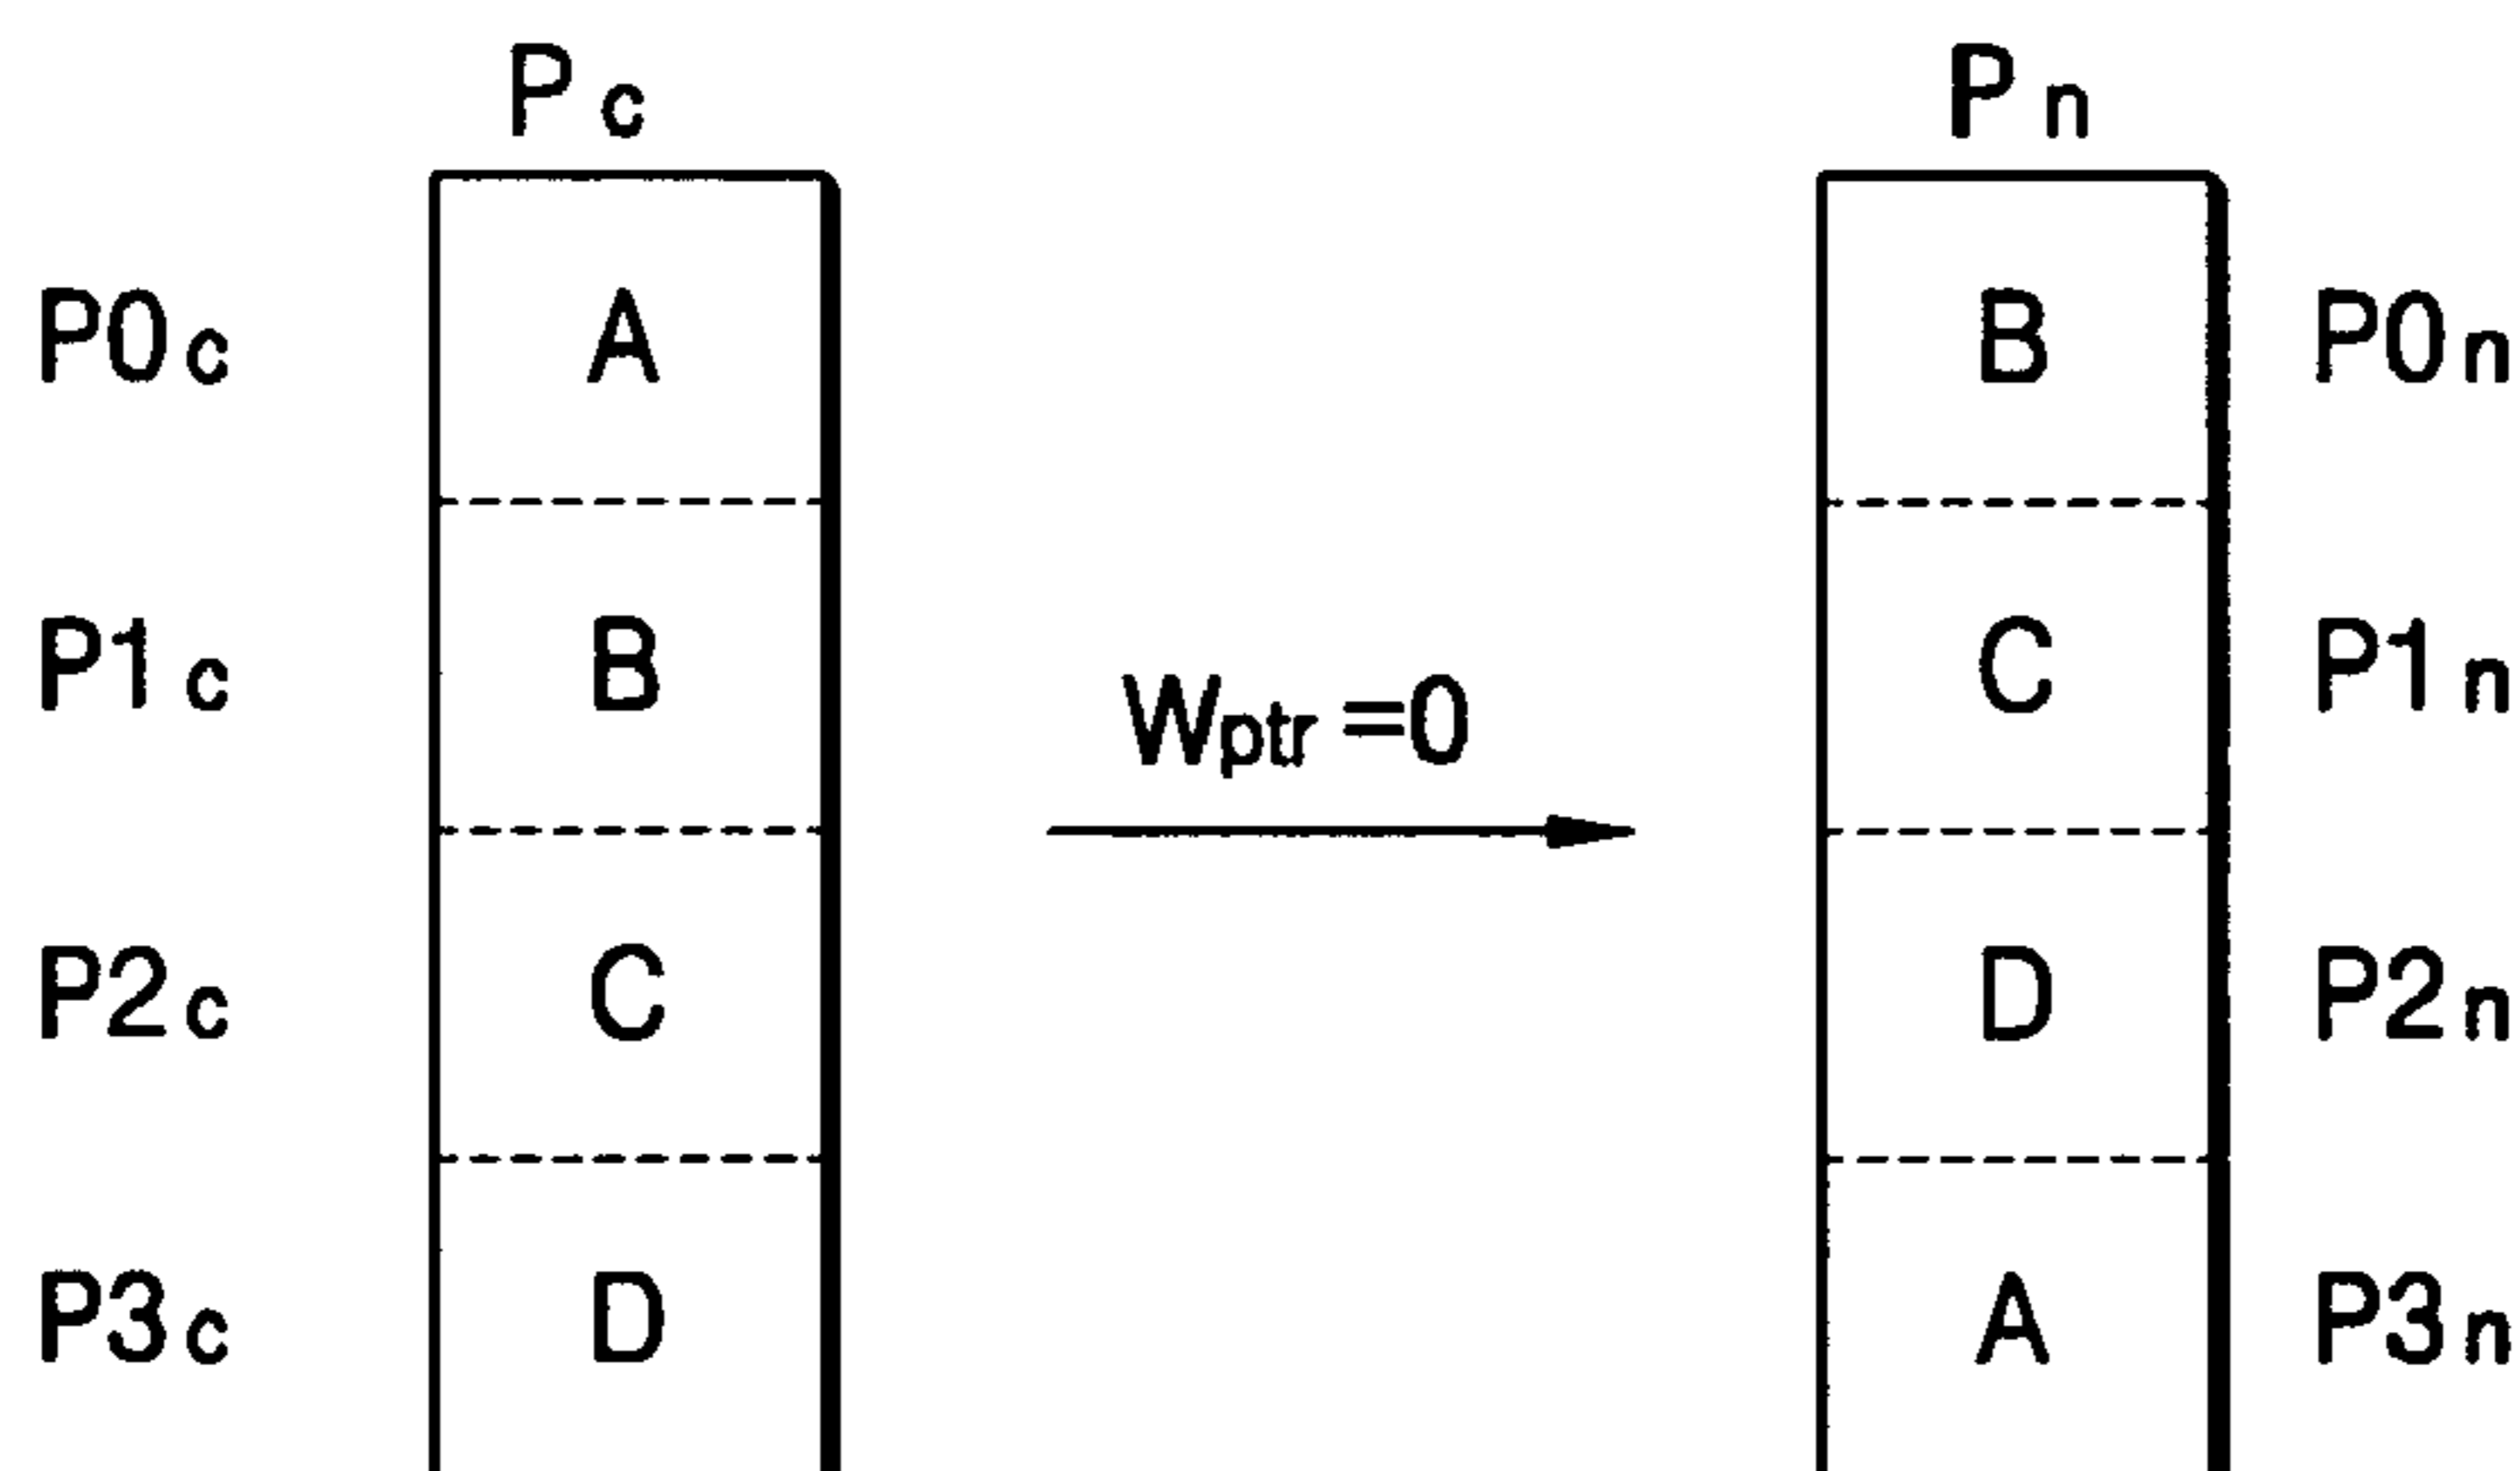 Pc Pn
P0c A B P0n
P1c B C P1n
Wptr=0
P2c C D P2n
P3c D A P3n